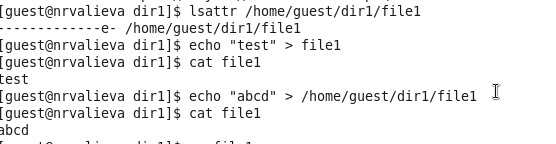 [guest@nrvalieva dir1]$ lsattr /home/guest/dir1/file1
-------------e- /home/guest/dir1/file1
[guest@nrvalieva dir1]$ echo "test" > file1
[guest@nrvalieva dir1]$ cat file1
test
[guest@nrvalieva dir1]$ echo "abcd" > /home/guest/dir1/file1
[guest@nrvalieva dir1]$ cat file1
abcd